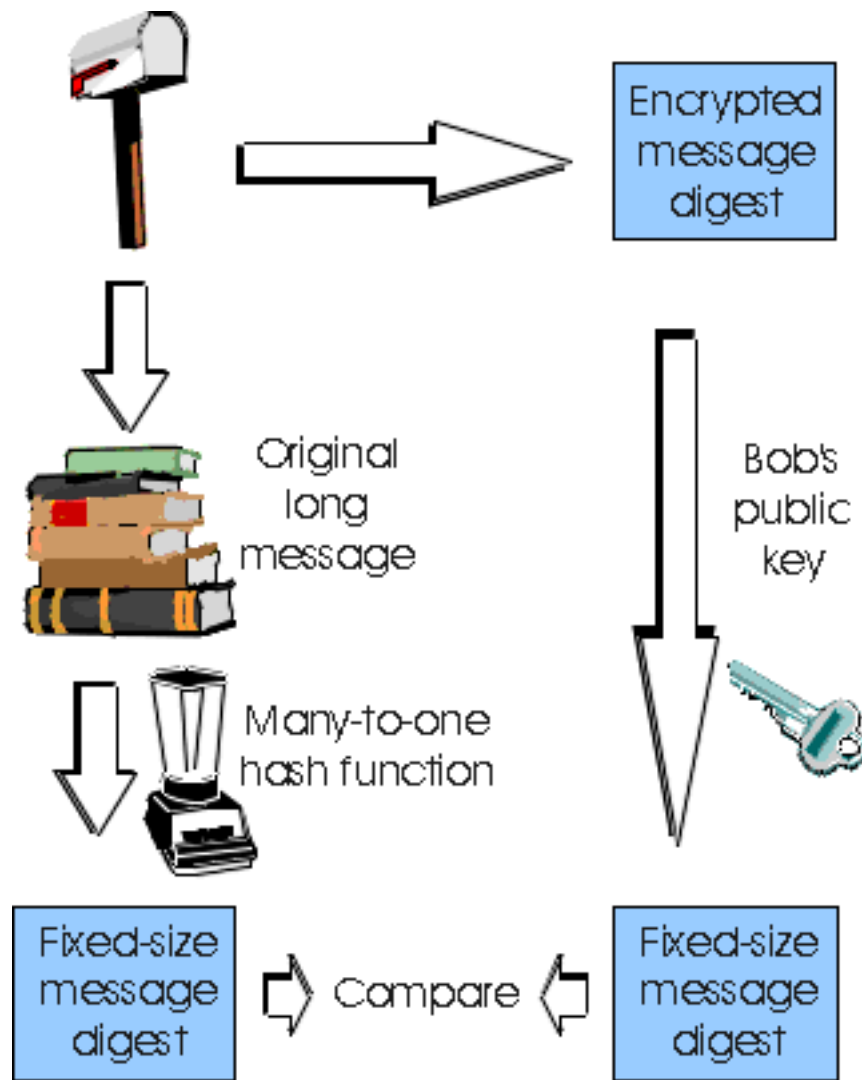 Encrypted
message
digest
Original
long
message
Bob's
public
key
Many-to-one
hash function
Fixed-size
message
digest
Compare
Fixed-size
message
digest